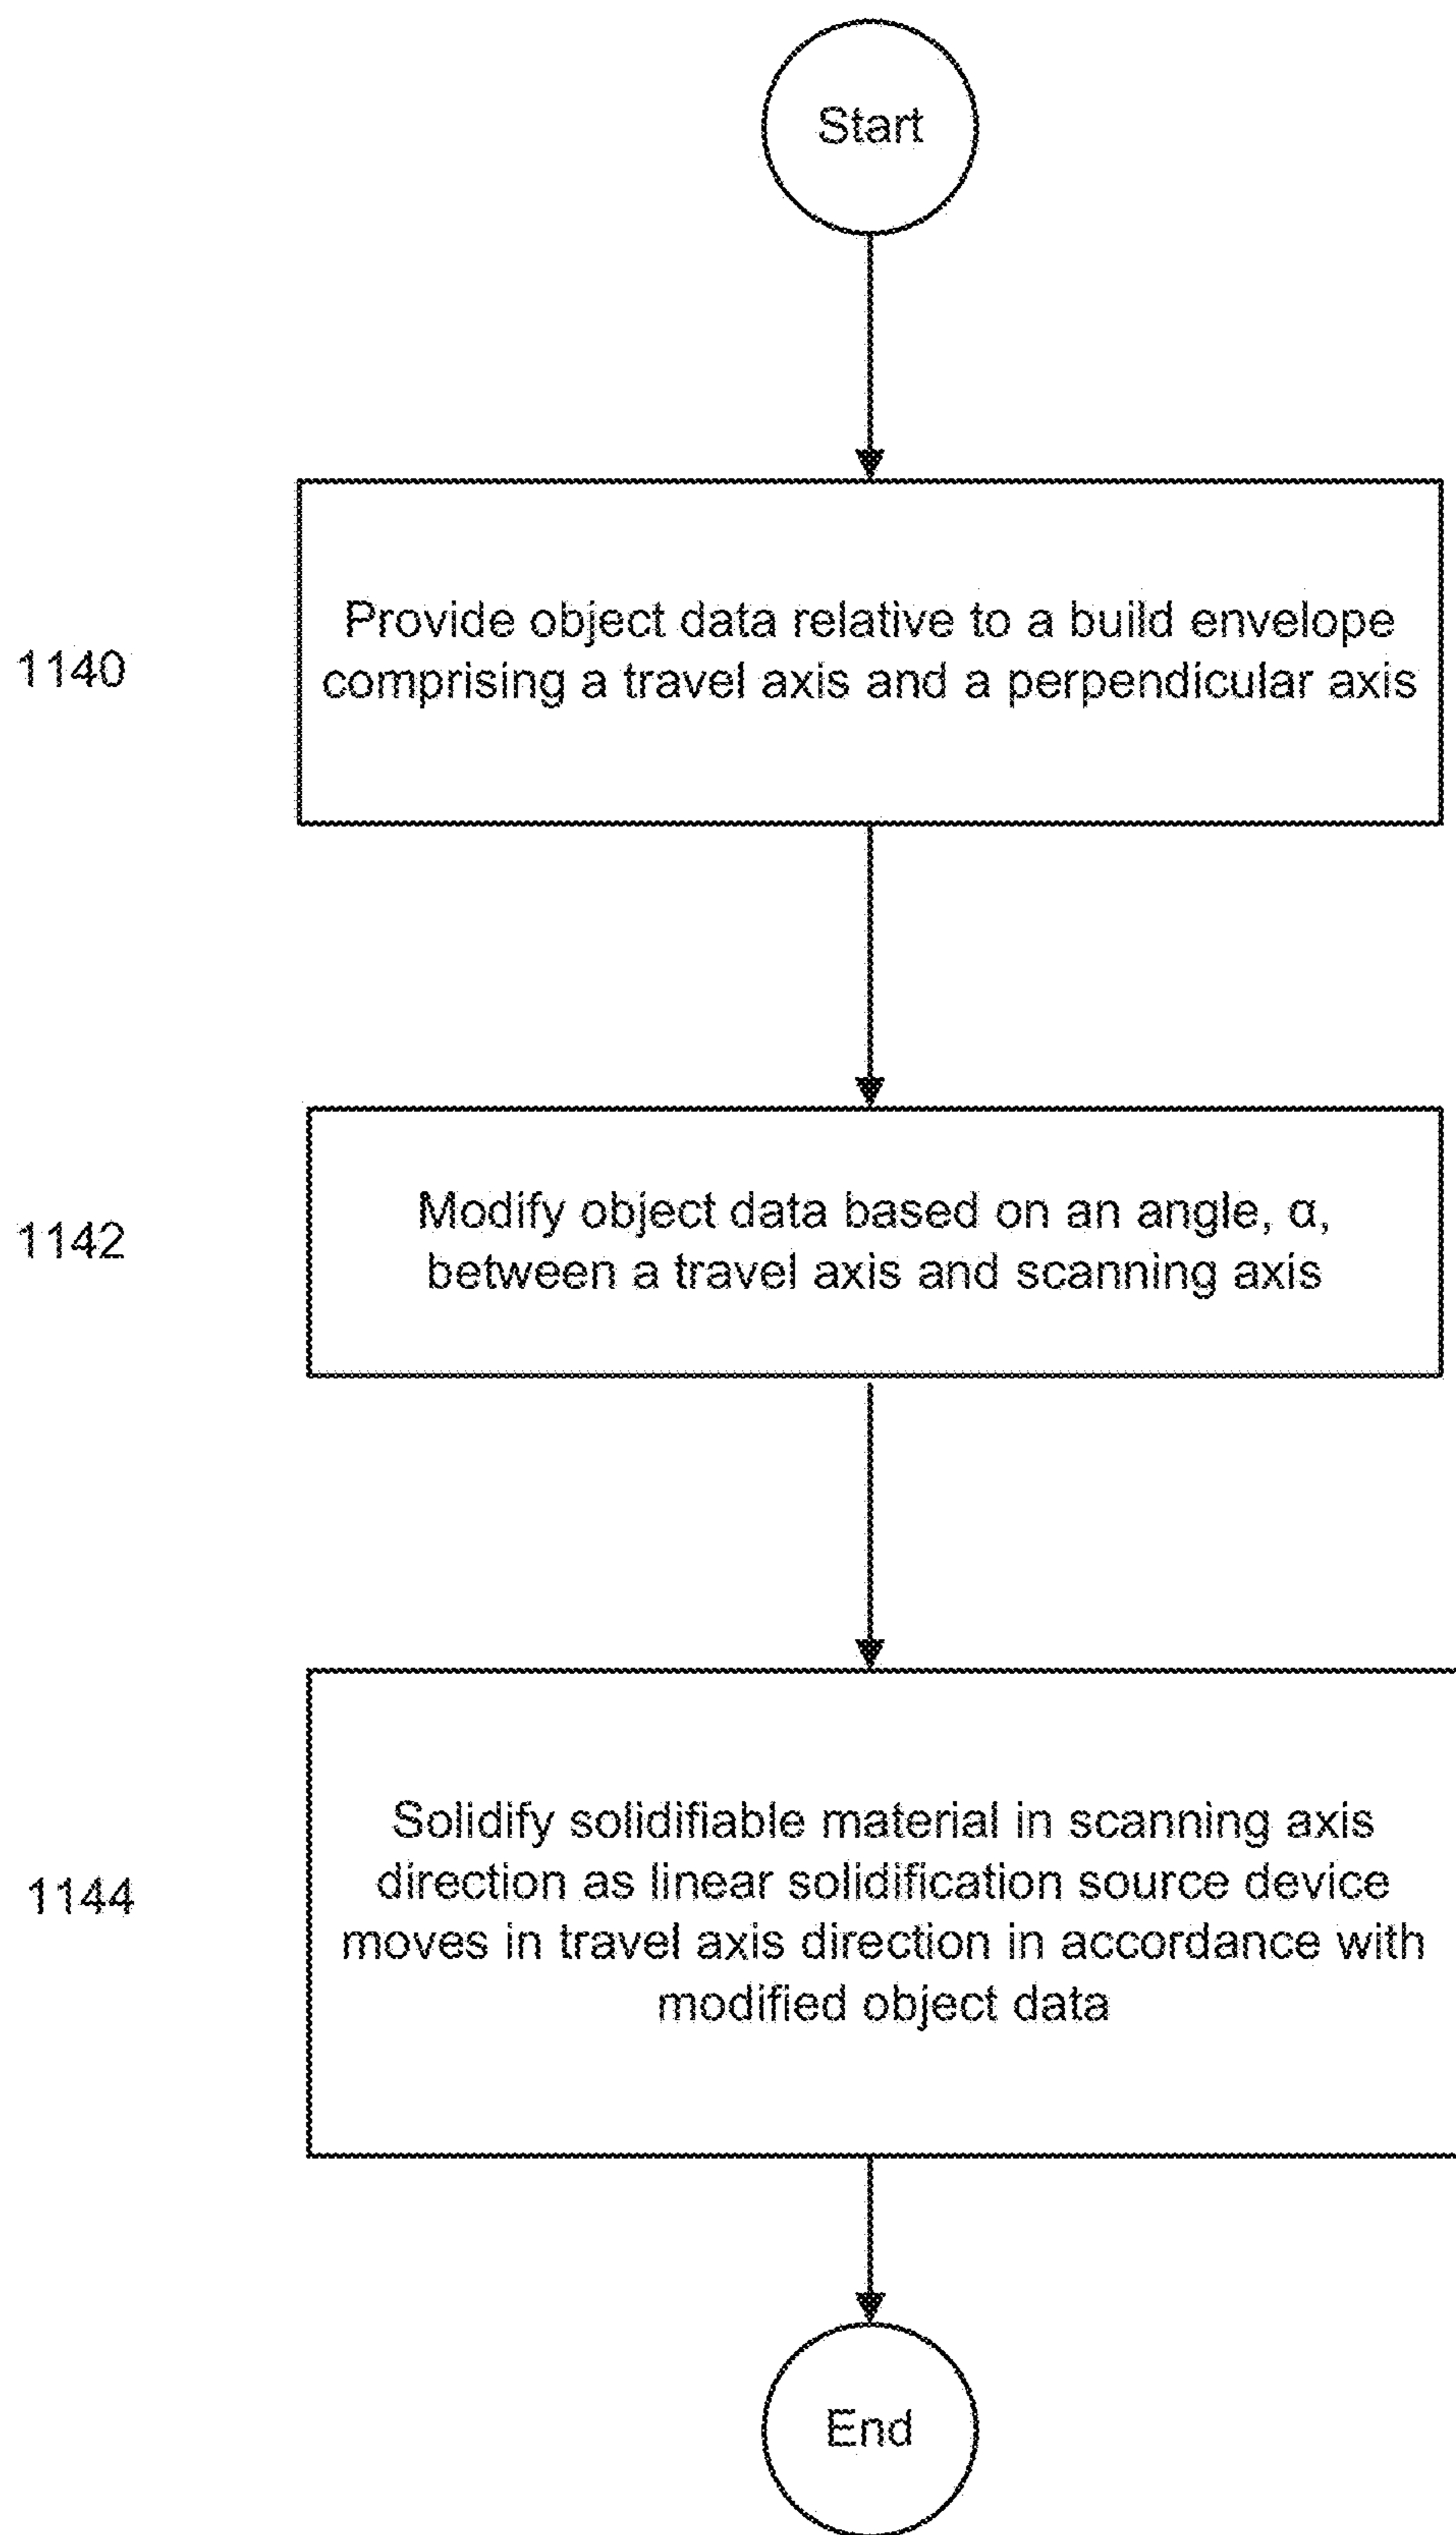 Start
1140
Provide object data relative to a build envelope
comprising a travel axis and a perpendicular axis
1142
Modify object data based on an angle, α,
between a travel axis and scanning axis
1144
Solidify solidifiable material in scanning axis
direction as linear solidification source device
moves in travel axis direction in accordance with
modified object data
End